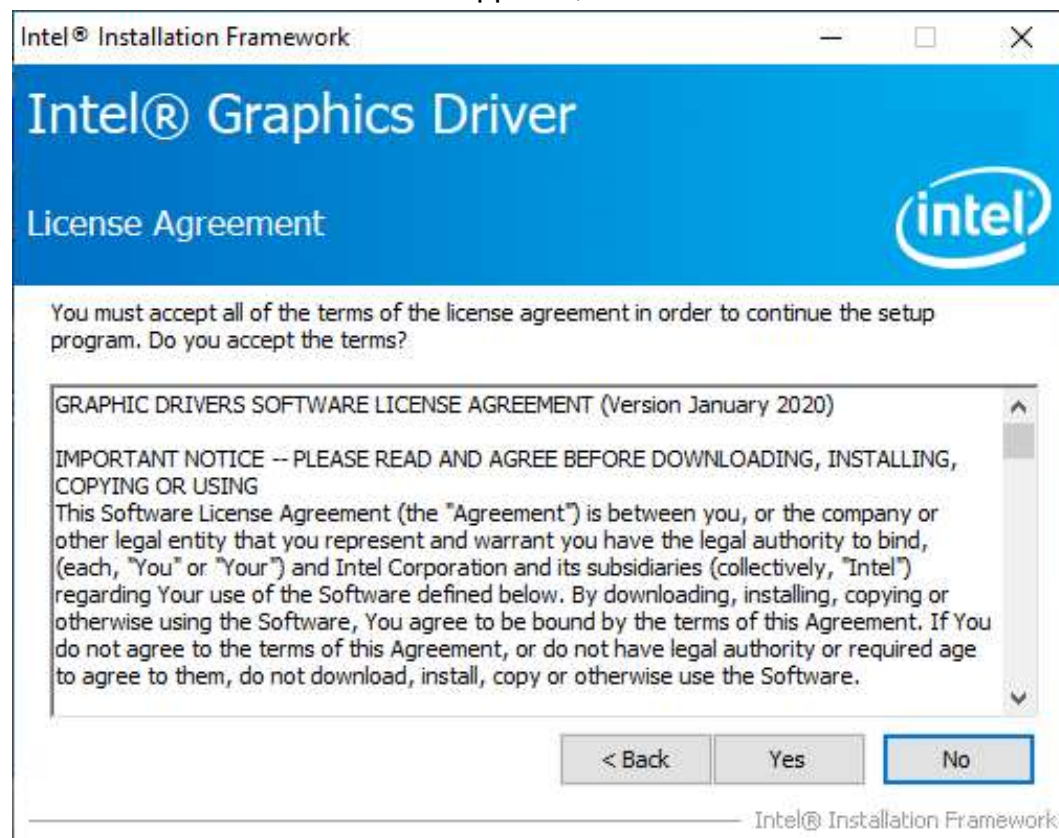 Intel® Installation Framework
Intel® Graphics Driver
License Agreement
intel
You must accept all of the terms of the license agreement in order to continue the setup
program. Do you accept the terms?
GRAPHIC DRIVERS SOFTWARE LICENSE AGREEMENT (Version January 2020)
IMPORTANT NOTICE -- PLEASE READ AND AGREE BEFORE DOWNLOADING, INSTALLING,
COPYING OR USING
This Software License Agreement (the "Agreement") is between you, or the company or
other legal entity that you represent and warrant you have the legal authority to bind,
(each, "You" or "Your") and Intel Corporation and its subsidiaries (collectively, "Intel")
regarding Your use of the Software defined below. By downloading, installing, copying or
otherwise using the Software, You agree to be bound by the terms of this Agreement. If You
do not agree to the terms of this Agreement, or do not have legal authority or required age
to agree to them, do not download, install, copy or otherwise use the Software.
< Back Yes No
Intel® Installation Framework